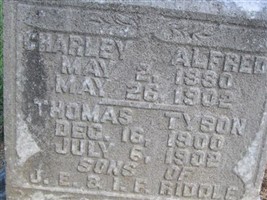 CHARLEY ALFRED
MAY 2, 1880
MAY 26, 1902
THOMAS TYSON
DEC. 18, 1900
JULY 6, 1902
SONS OF
J. E. & I. F. RIDDLE